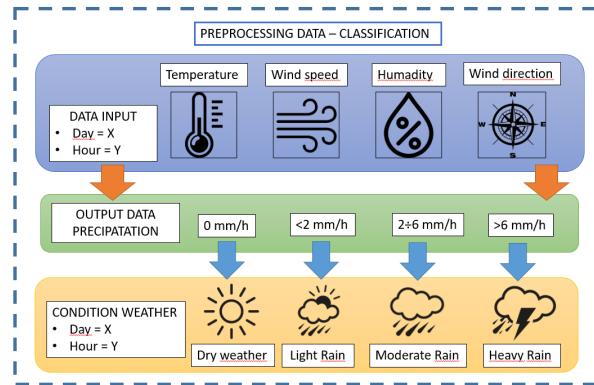 PREPROCESSING DATA – CLASSIFICATION
Temperature
Wind speed
Humadity
Wind direction
DATA INPUT
• Day = X
• Hour = Y
N
W
E
S
OUTPUT DATA
PRECIPATATION
0 mm/h
<2 mm/h
2÷6 mm/h
>6 mm/h
CONDITION WEATHER
• Day = X
• Hour = Y
Dry weather
Light Rain
Moderate Rain
Heavy Rain